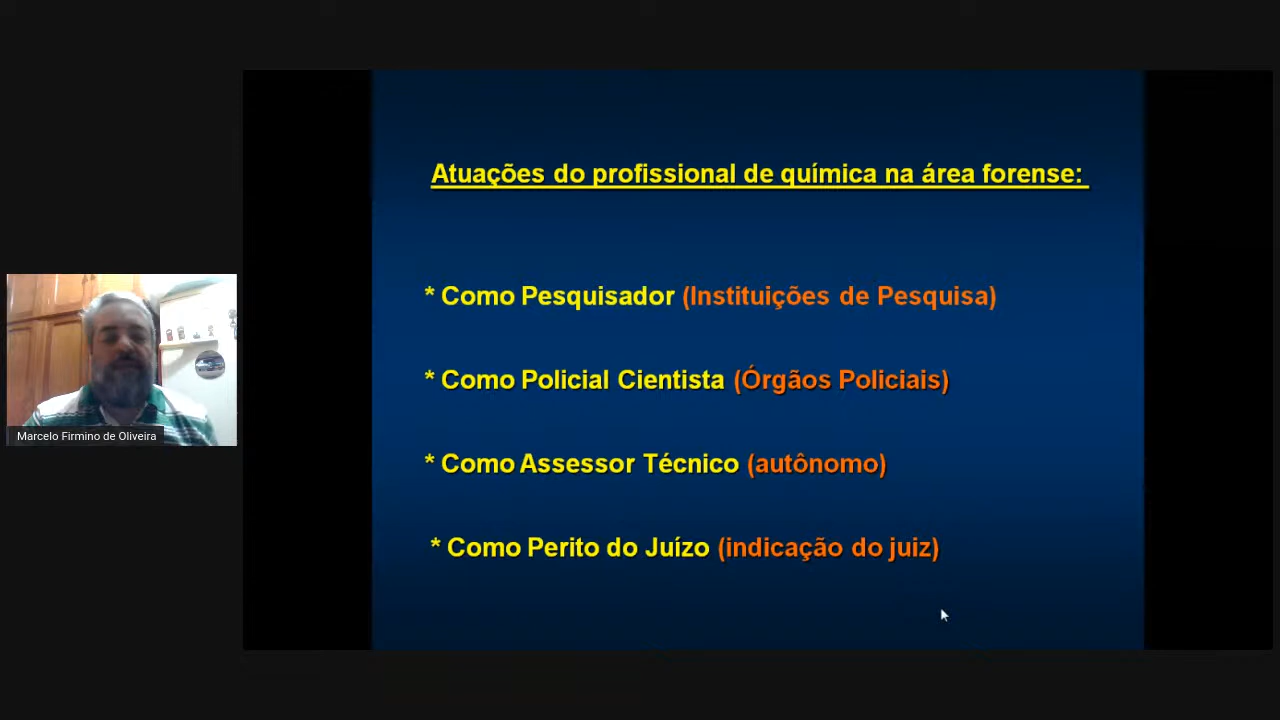 Atuações do profissional de química na área forense:
* Como Pesquisador (Instituições de Pesquisa)
* Como Policial Cientista (Órgãos Policiais)
* Como Assessor Técnico (autônomo)
* Como Perito do Juízo (indicação do juiz)
Marcelo Firmino de Oliveira